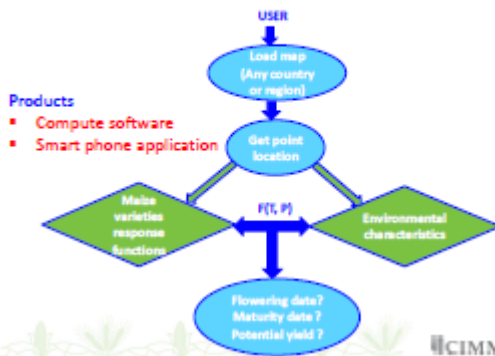 USER
Load map
(Any country
or region)
Products
▪ Compute software
▪ Smart phone application
Get point
location
Maize
varieties
response
functions
F(T, P)
Environmental
characteristics
Flowering date?
Maturity date ?
Potential yield ?